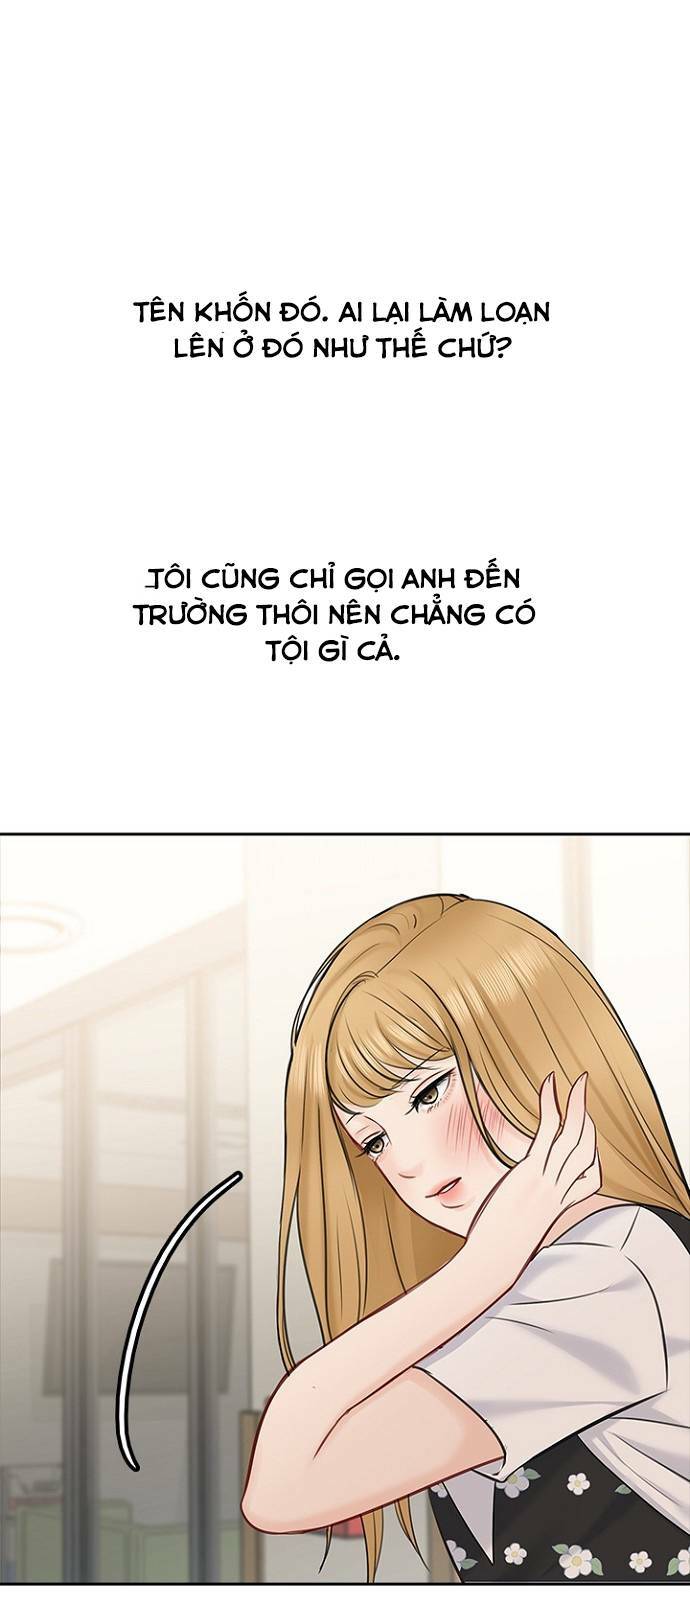 TÊN KHỐN ĐÓ. AI LẠI LÀM LOẠN
LÊN Ở ĐÓ NHƯ THẾ CHỨ?
TÔI CŨNG CHỈ GỌI ANH ĐẾN
TRƯỜNG THÔI NÊN CHẲNG CÓ
TỘI GÌ CẢ.